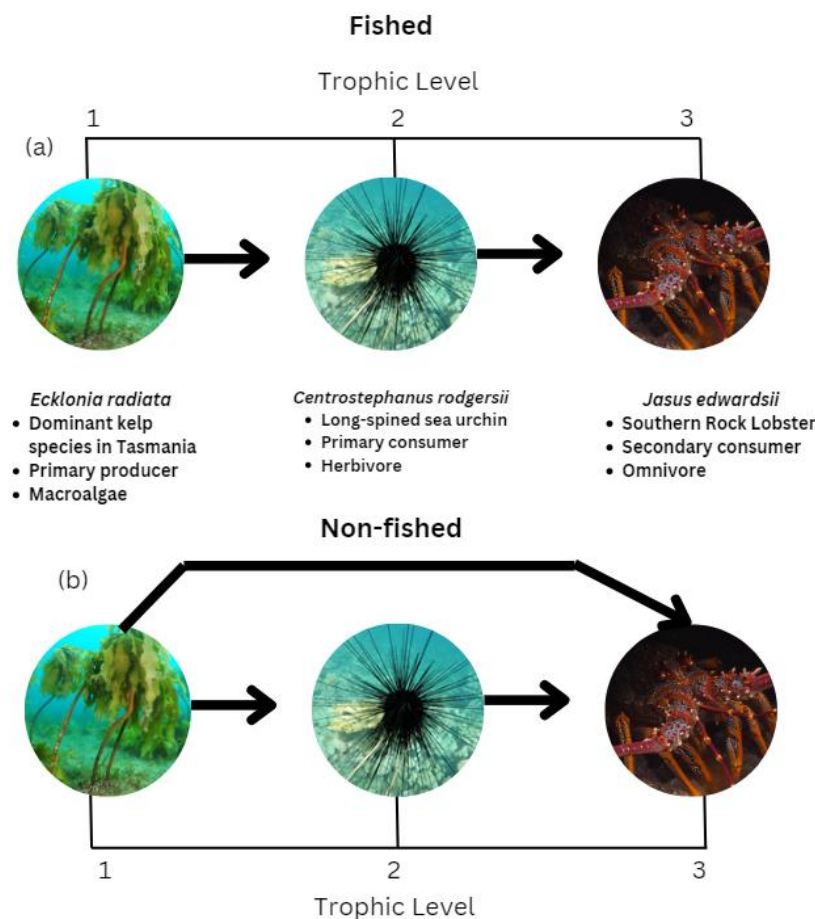 Fished
Trophic Level
1 2 3
(a)
Ecklonia radiata
• Dominant kelp
species in Tasmania
• Primary producer
• Macroalgae
Centrostephanus rodgersii
• Long-spined sea urchin
• Primary consumer
• Herbivore
Jasus edwardsii
• Southern Rock Lobster
• Secondary consumer
• Omnivore
Non-fished
(b)
1 2 3
Trophic Level